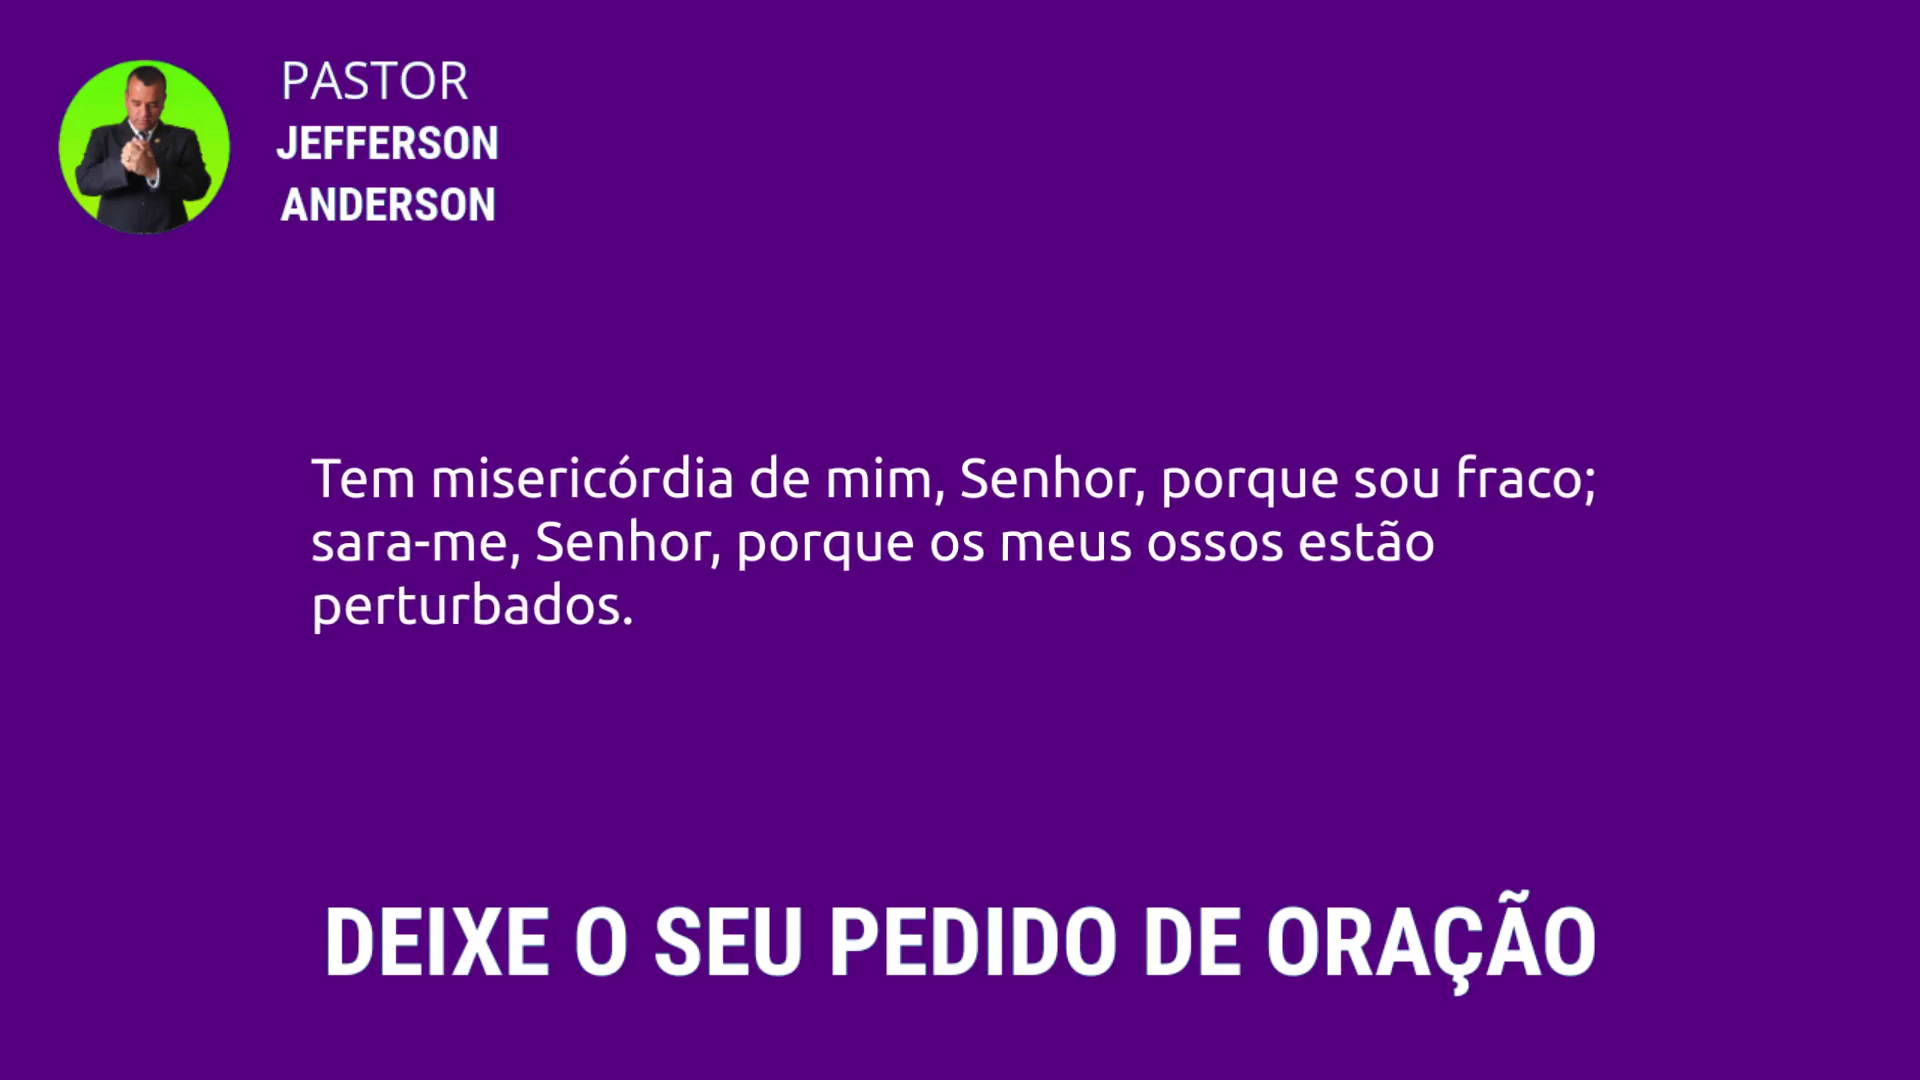 PASTOR
JEFFERSON
ANDERSON
Tem misericórdia de mim, Senhor, porque sou fraco;
sara-me, Senhor, porque os meus ossos estão
perturbados.
DEIXE O SEU PEDIDO DE ORAÇÃO